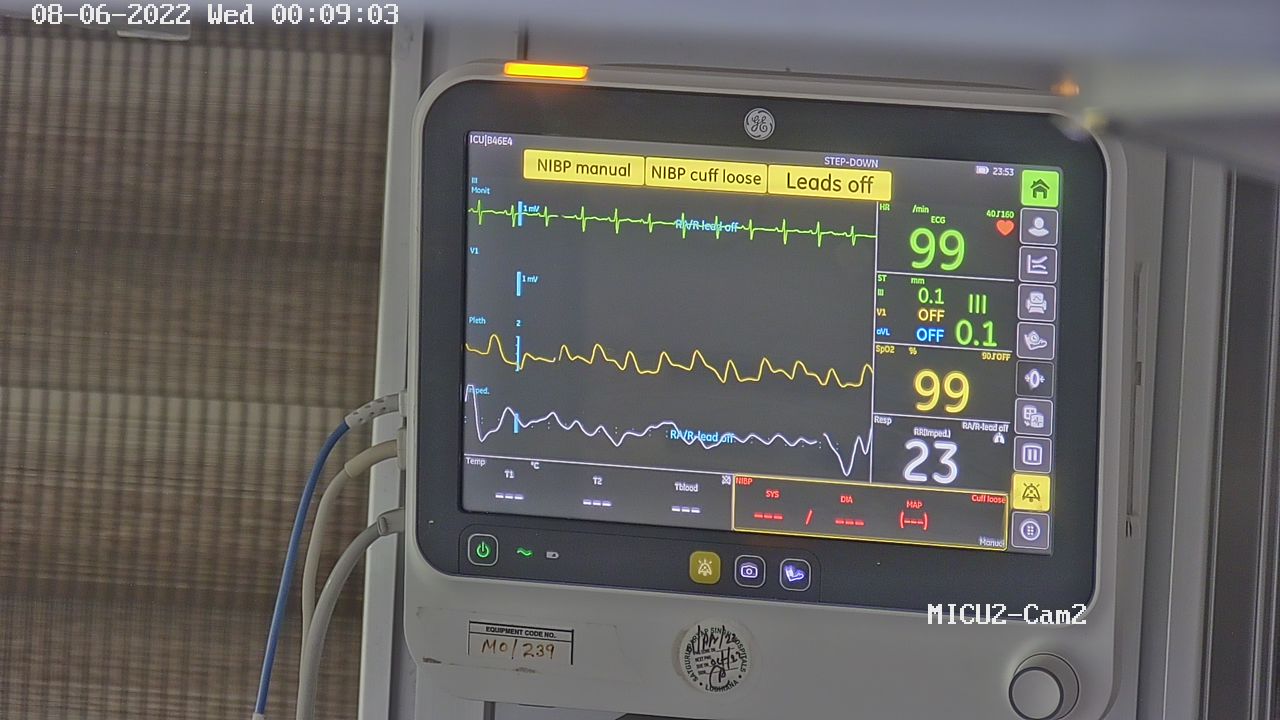 08-06-2022 Wed 00:09:03
GE
ICU|B46E4
STEP-DOWN
23:53
NIBP manual
NIBP cuff loose
Leads off
III
Monit
1 mV
RA/R-lead off
V1
1 mV
Pleth
2
Imped.
RA/R-lead off
HR
/min
ECG
40 160
99
ST
mm
III
0.1
V1
OFF
aVL
OFF
III
0.1
SpO2
%
90 OFF
99
Resp
RR(Imped.)
RA/R-lead off
23
Temp
°C
T1
---
T2
---
Tblood
---
NIBP
SYS
DIA
MAP
Cuff loose
--- / --- (---)
Manual
MICU2-Cam2
EQUIPMENT CODE NO.
MO/239